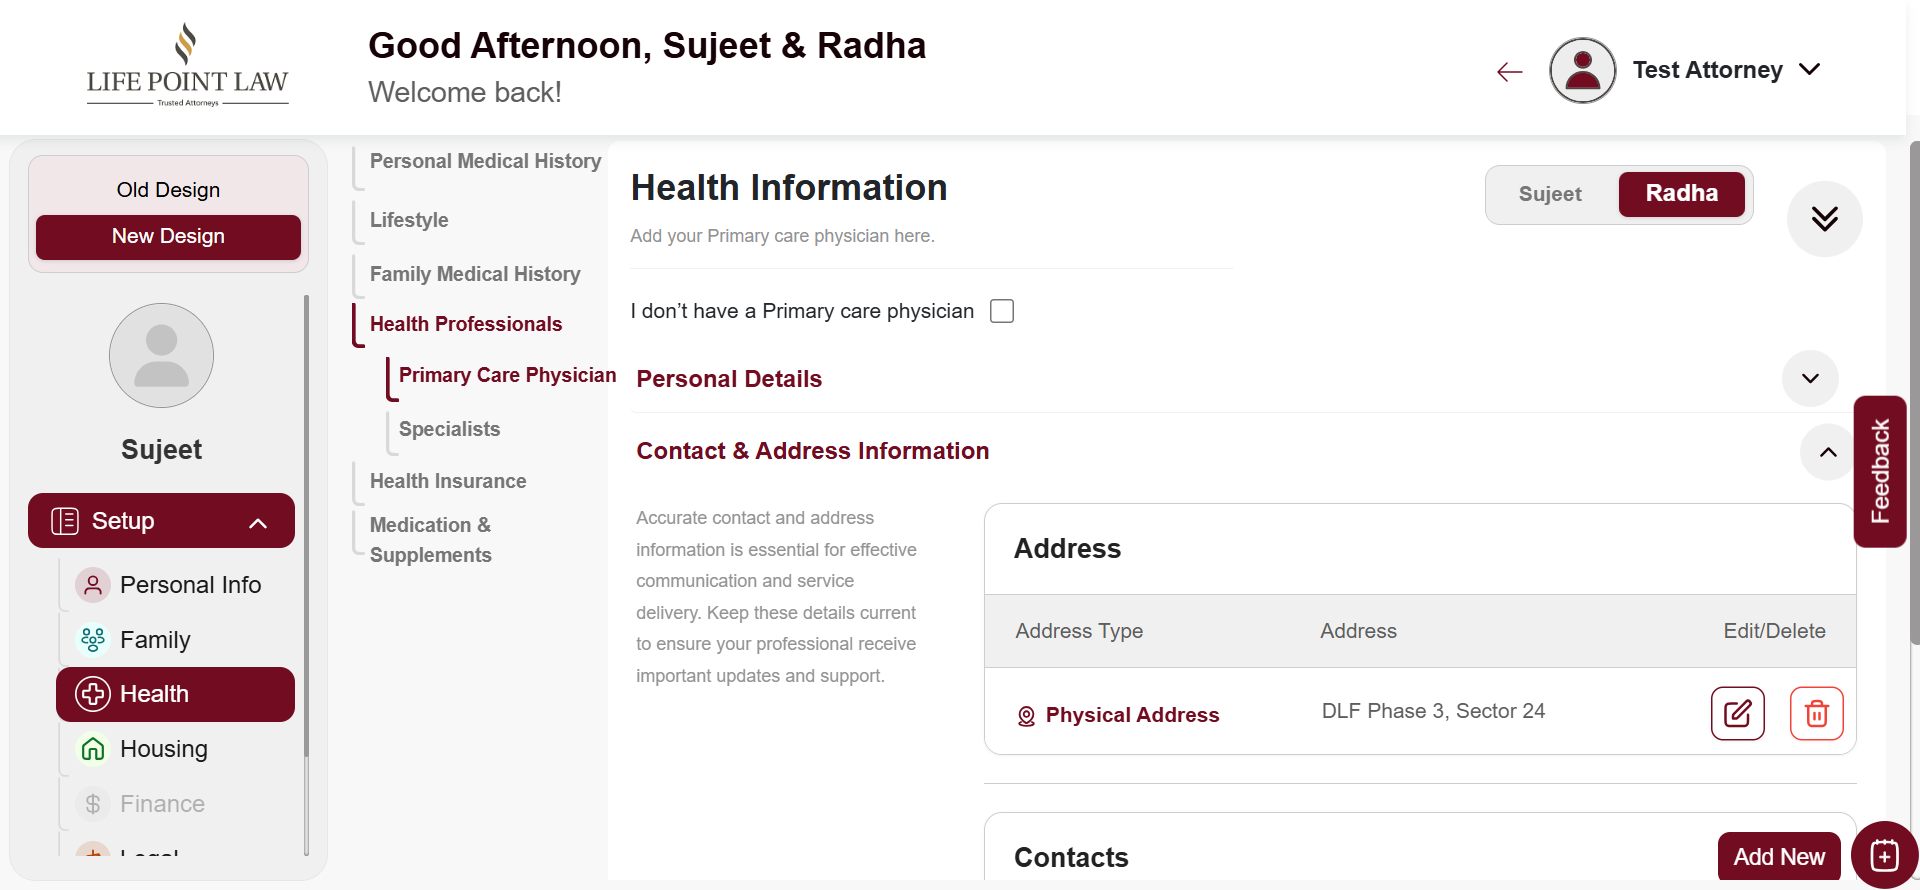 LIFE POINT LAW
Trusted Attorneys
Good Afternoon, Sujeet & Radha
Welcome back!
Test Attorney
Old Design
New Design
Sujeet
Setup
Personal Info
Family
Health
Housing
Finance
Legal
Personal Medical History
Lifestyle
Family Medical History
Health Professionals
Primary Care Physician
Specialists
Health Insurance
Medication &
Supplements
Health Information
Add your Primary care physician here.
Sujeet
Radha
I don’t have a Primary care physician
Personal Details
Contact & Address Information
Accurate contact and address
information is essential for effective
communication and service
delivery. Keep these details current
to ensure your professional receive
important updates and support.
Address
Address Type Address Edit/Delete
Physical Address DLF Phase 3, Sector 24
Contacts
Add New
Feedback